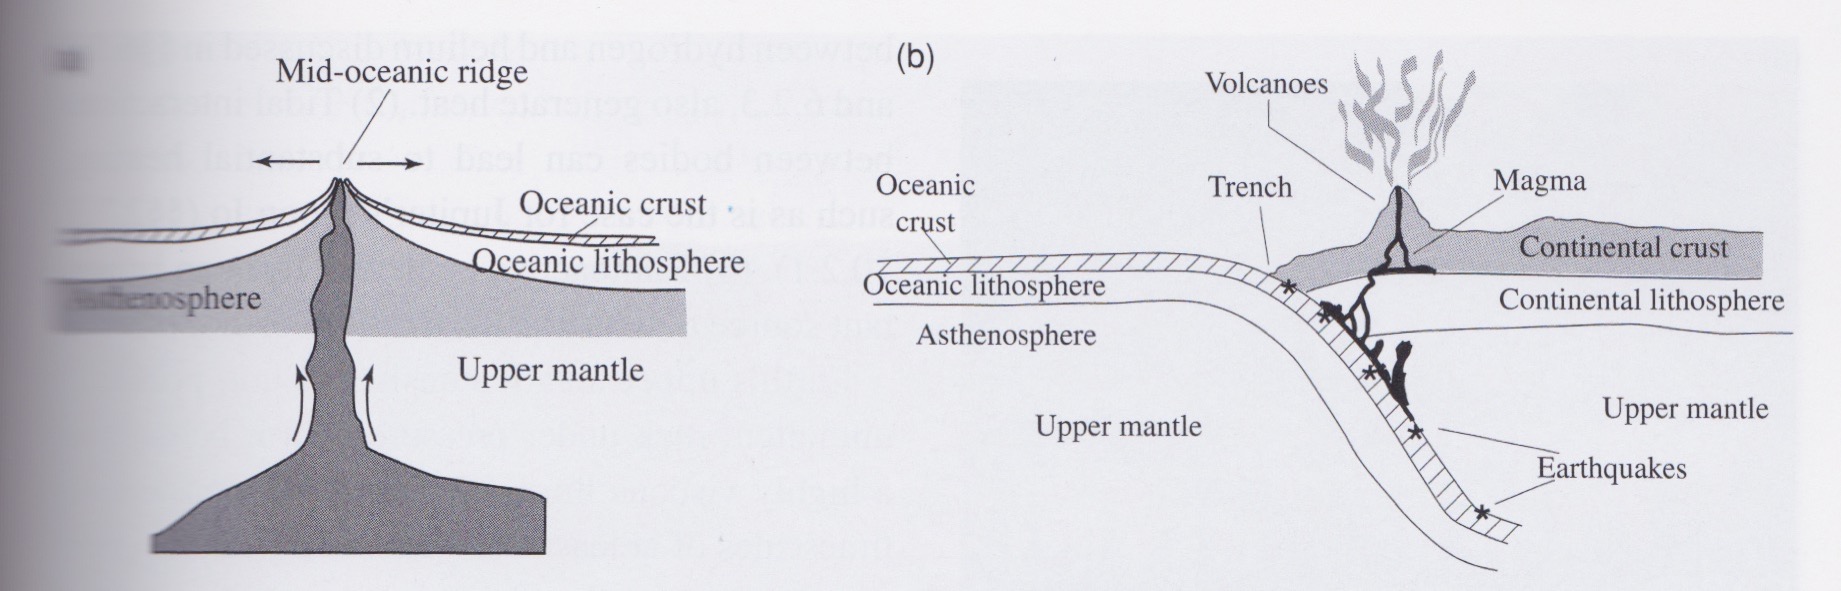 Mid-oceanic ridge
Oceanic crust
Oceanic lithosphere
Asthenosphere
Upper mantle
(b)
Volcanoes
Trench
Magma
Oceanic
crust
Continental crust
Oceanic lithosphere
Continental lithosphere
Asthenosphere
Upper mantle
Upper mantle
Earthquakes